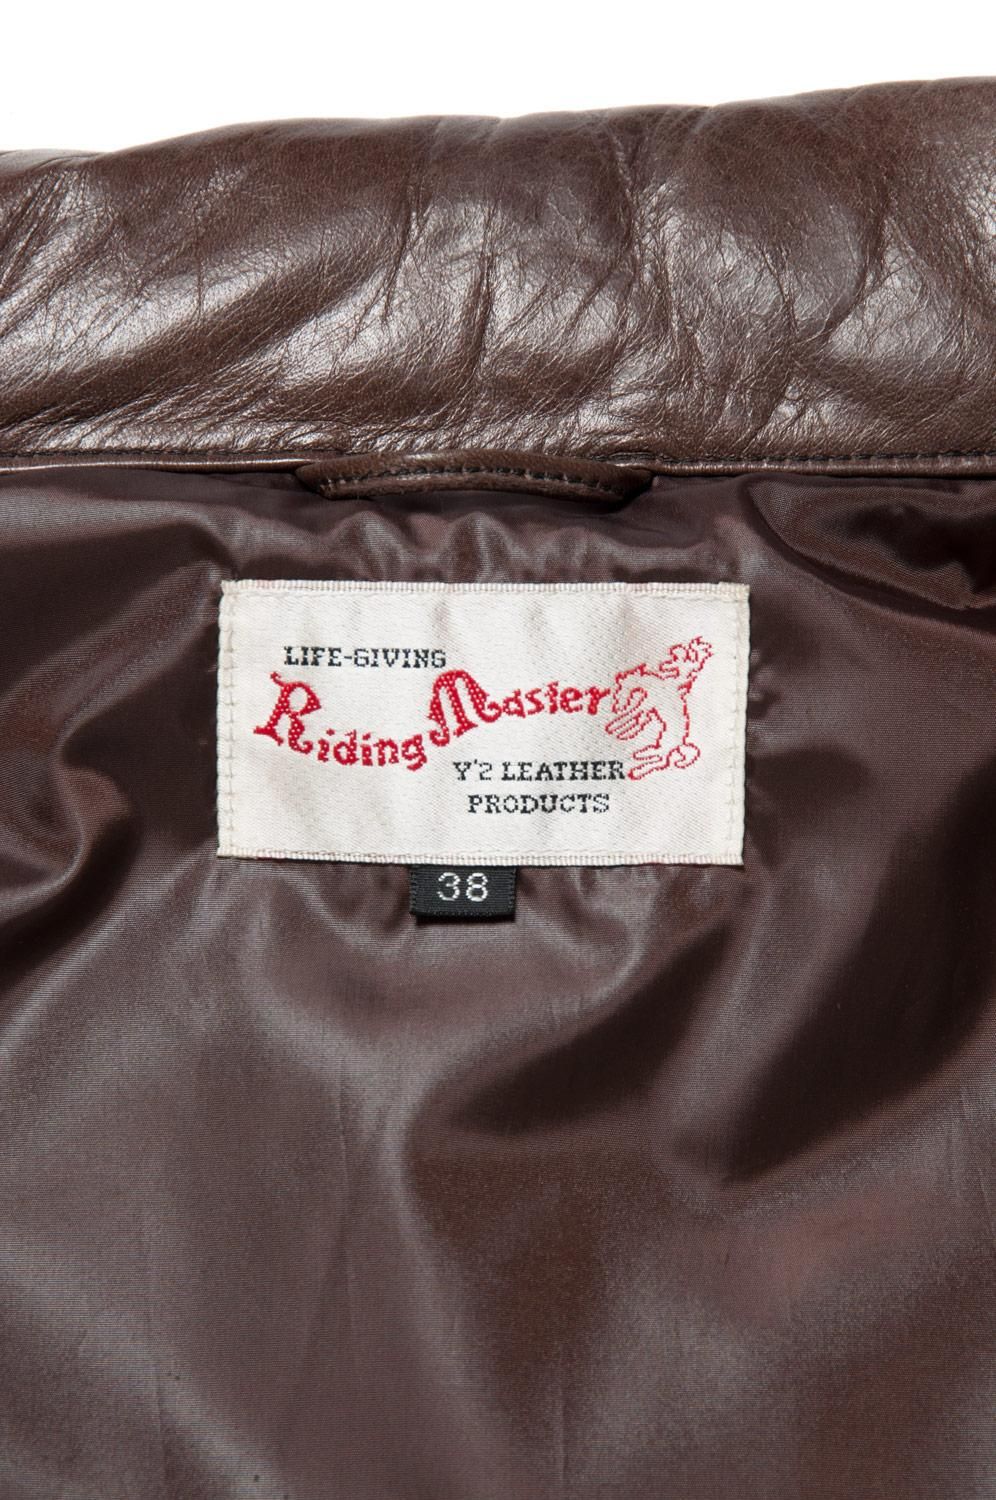 LIFE-GIVING
Riding Master
Y'2 LEATHER
PRODUCTS
38